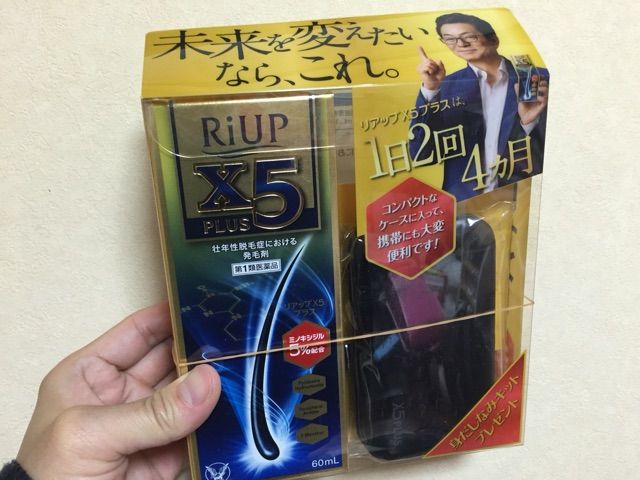 未来を変えたい
なら、これ。
RiUP
X5
PLUS
壮年性脱毛症における
発毛剤
第1類医薬品
リアップX5
プラス
ミノキシジル
5%配合
60mL
リアップX5プラスは、
1日2回
4ヵ月
コンパクトな
ケースに入って、
携帯にも大変
便利です!
X5PLUS
身だしなみキット
プレゼント